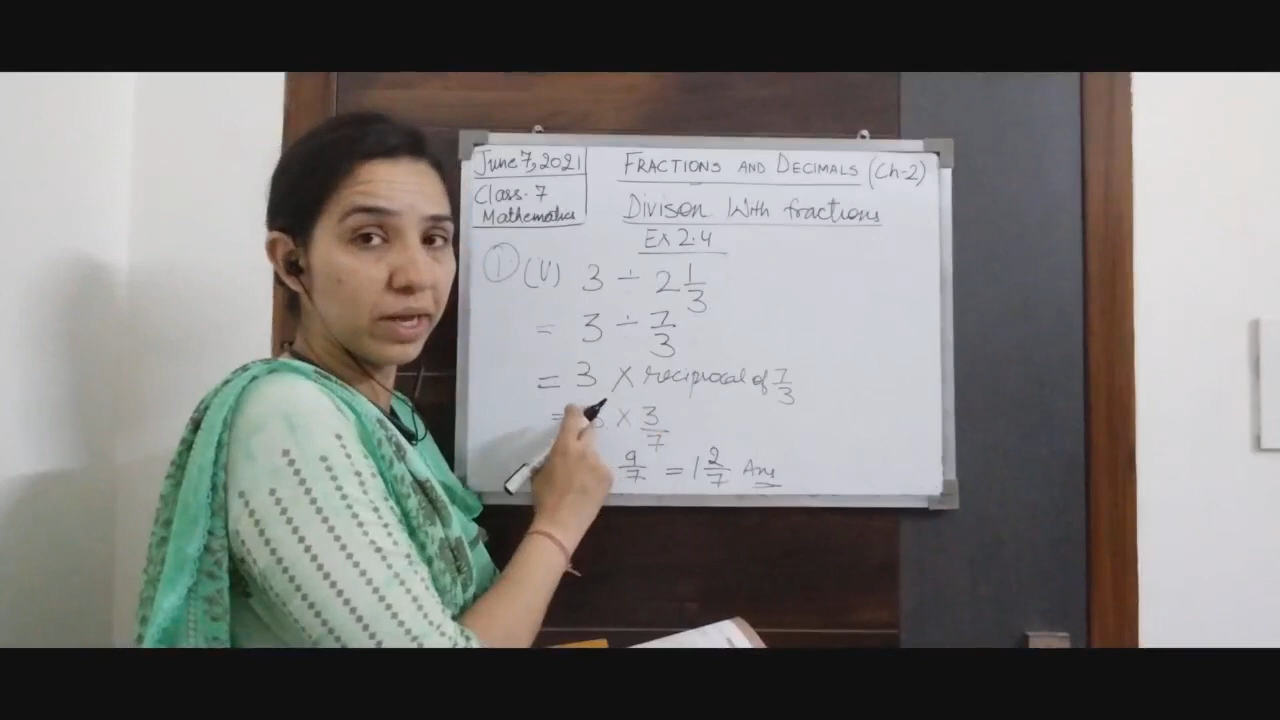 June 7, 2021
Class-7
Mathematics
FRACTIONS AND DECIMALS (Ch-2)
Divison With fractions
Ex 2.4
① (V) 3 ÷ 2 1/3
= 3 ÷ 7/3
= 3 × reciprocal of 7/3
= 3 × 3/7
9/7 = 1 2/7 Ans